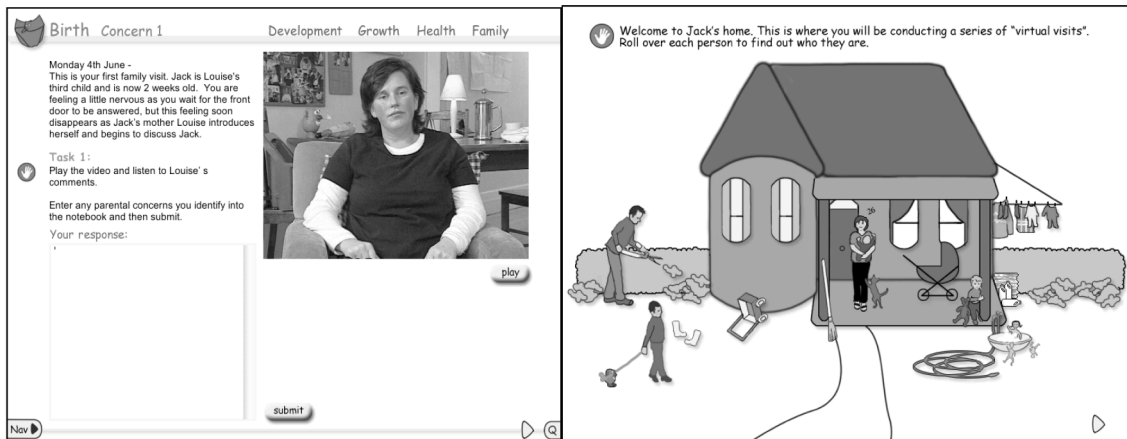 Birth Concern 1
Development Growth Health Family
Monday 4th June -
This is your first family visit. Jack is Louise's
third child and is now 2 weeks old. You are
feeling a little nervous as you wait for the front
door to be answered, but this feeling soon
disappears as Jack's mother Louise introduces
herself and begins to discuss Jack.
Task 1:
Play the video and listen to Louise' s
comments.
Enter any parental concerns you identify into
the notebook and then submit.
Your response:
play
submit
Nav
Q
Welcome to Jack's home. This is where you will be conducting a series of "virtual visits".
Roll over each person to find out who they are.